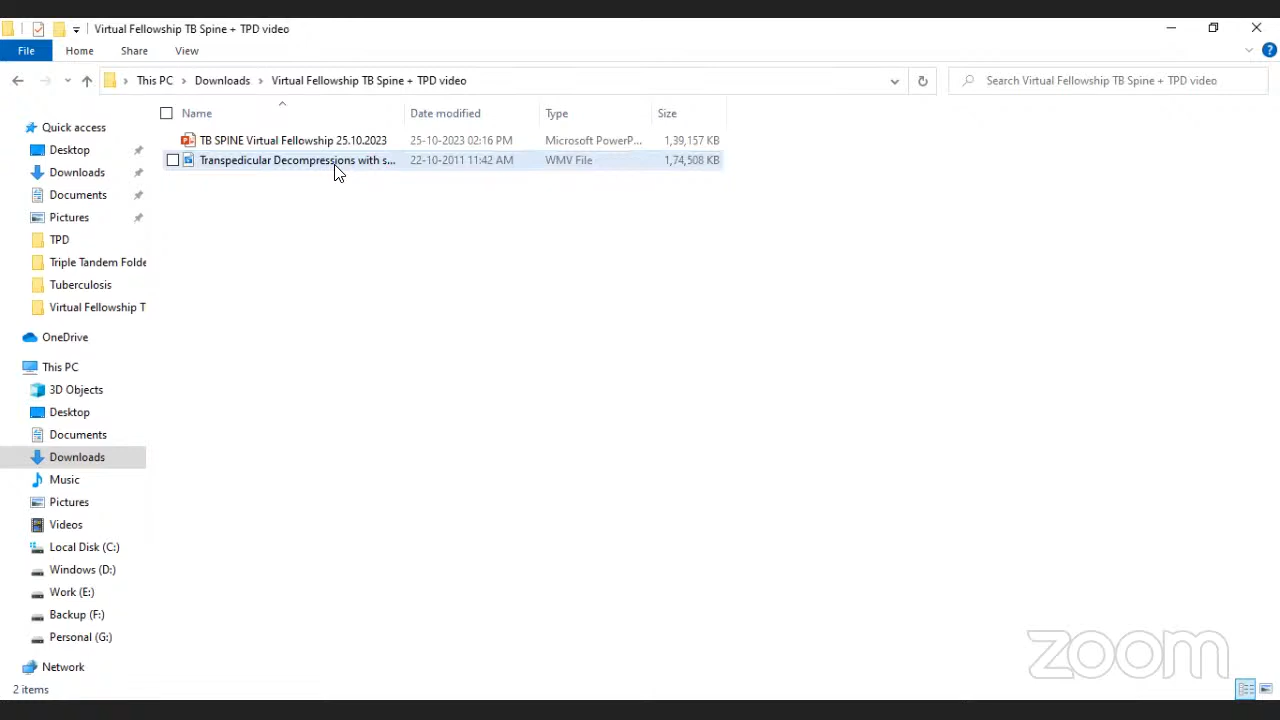 Virtual Fellowship TB Spine + TPD video
File Home Share View
This PC Downloads Virtual Fellowship TB Spine + TPD video
Search Virtual Fellowship TB Spine + TPD video
Name Date modified Type Size
TB SPINE Virtual Fellowship 25.10.2023 25-10-2023 02:16 PM Microsoft PowerP... 1,39,157 KB
Transpedicular Decompressions with s... 22-10-2011 11:42 AM WMV File 1,74,508 KB
Quick access
Desktop
Downloads
Documents
Pictures
TPD
Triple Tandem Folde
Tuberculosis
Virtual Fellowship T
OneDrive
This PC
3D Objects
Desktop
Documents
Downloads
Music
Pictures
Videos
Local Disk (C:)
Windows (D:)
Work (E:)
Backup (F:)
Personal (G:)
Network
2 items
zoom